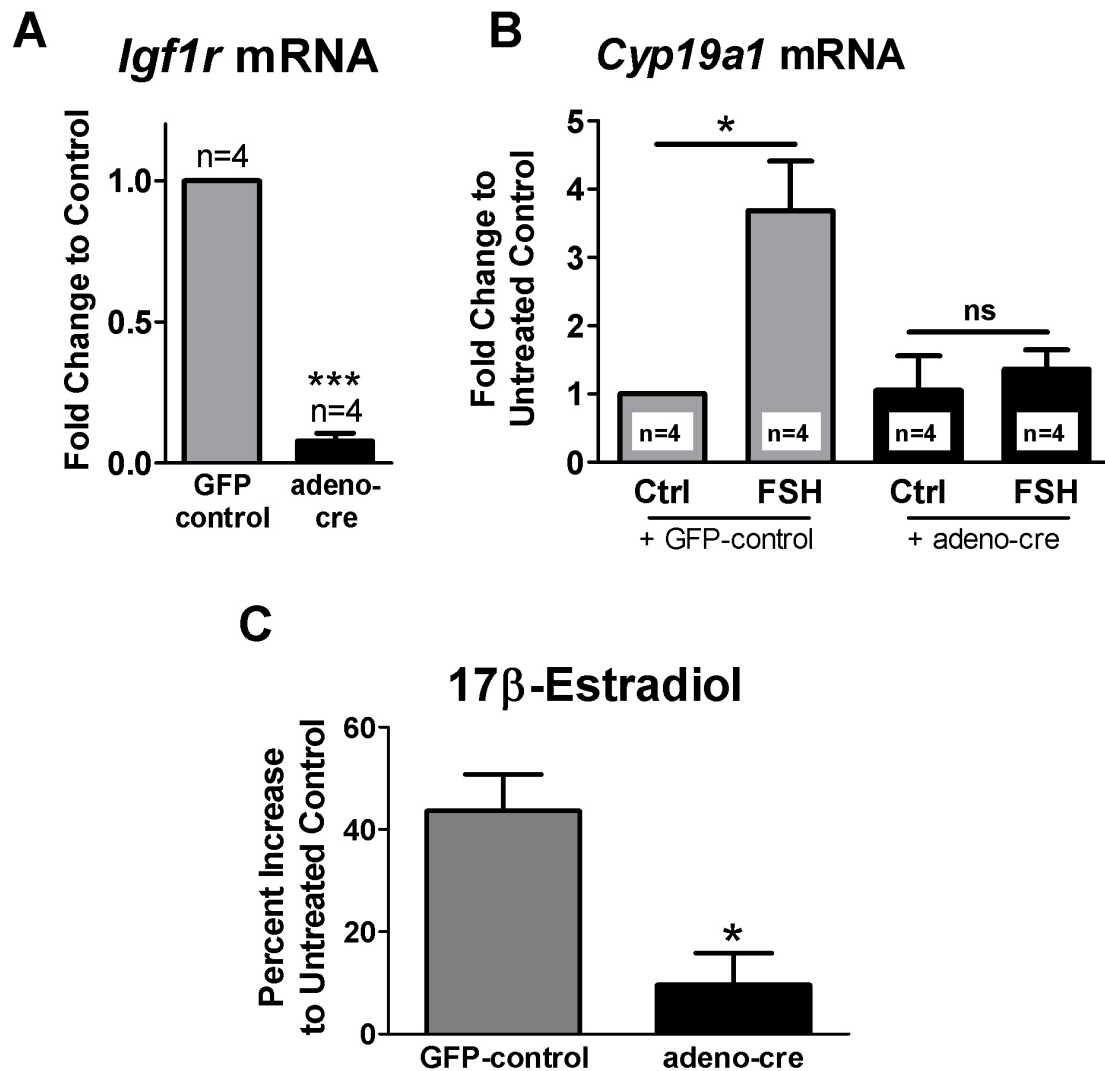 A
Igf1r mRNA
Fold Change to Control
1.0
0.5
0.0
n=4
***
n=4
GFP
control
adeno-
cre
B
Cyp19a1 mRNA
Fold Change to
Untreated Control
5
4
3
2
1
0
*
ns
n=4
n=4
n=4
n=4
Ctrl
FSH
Ctrl
FSH
+ GFP-control
+ adeno-cre
C
17β-Estradiol
Percent Increase
to Untreated Control
60
40
20
0
*
GFP-control
adeno-cre